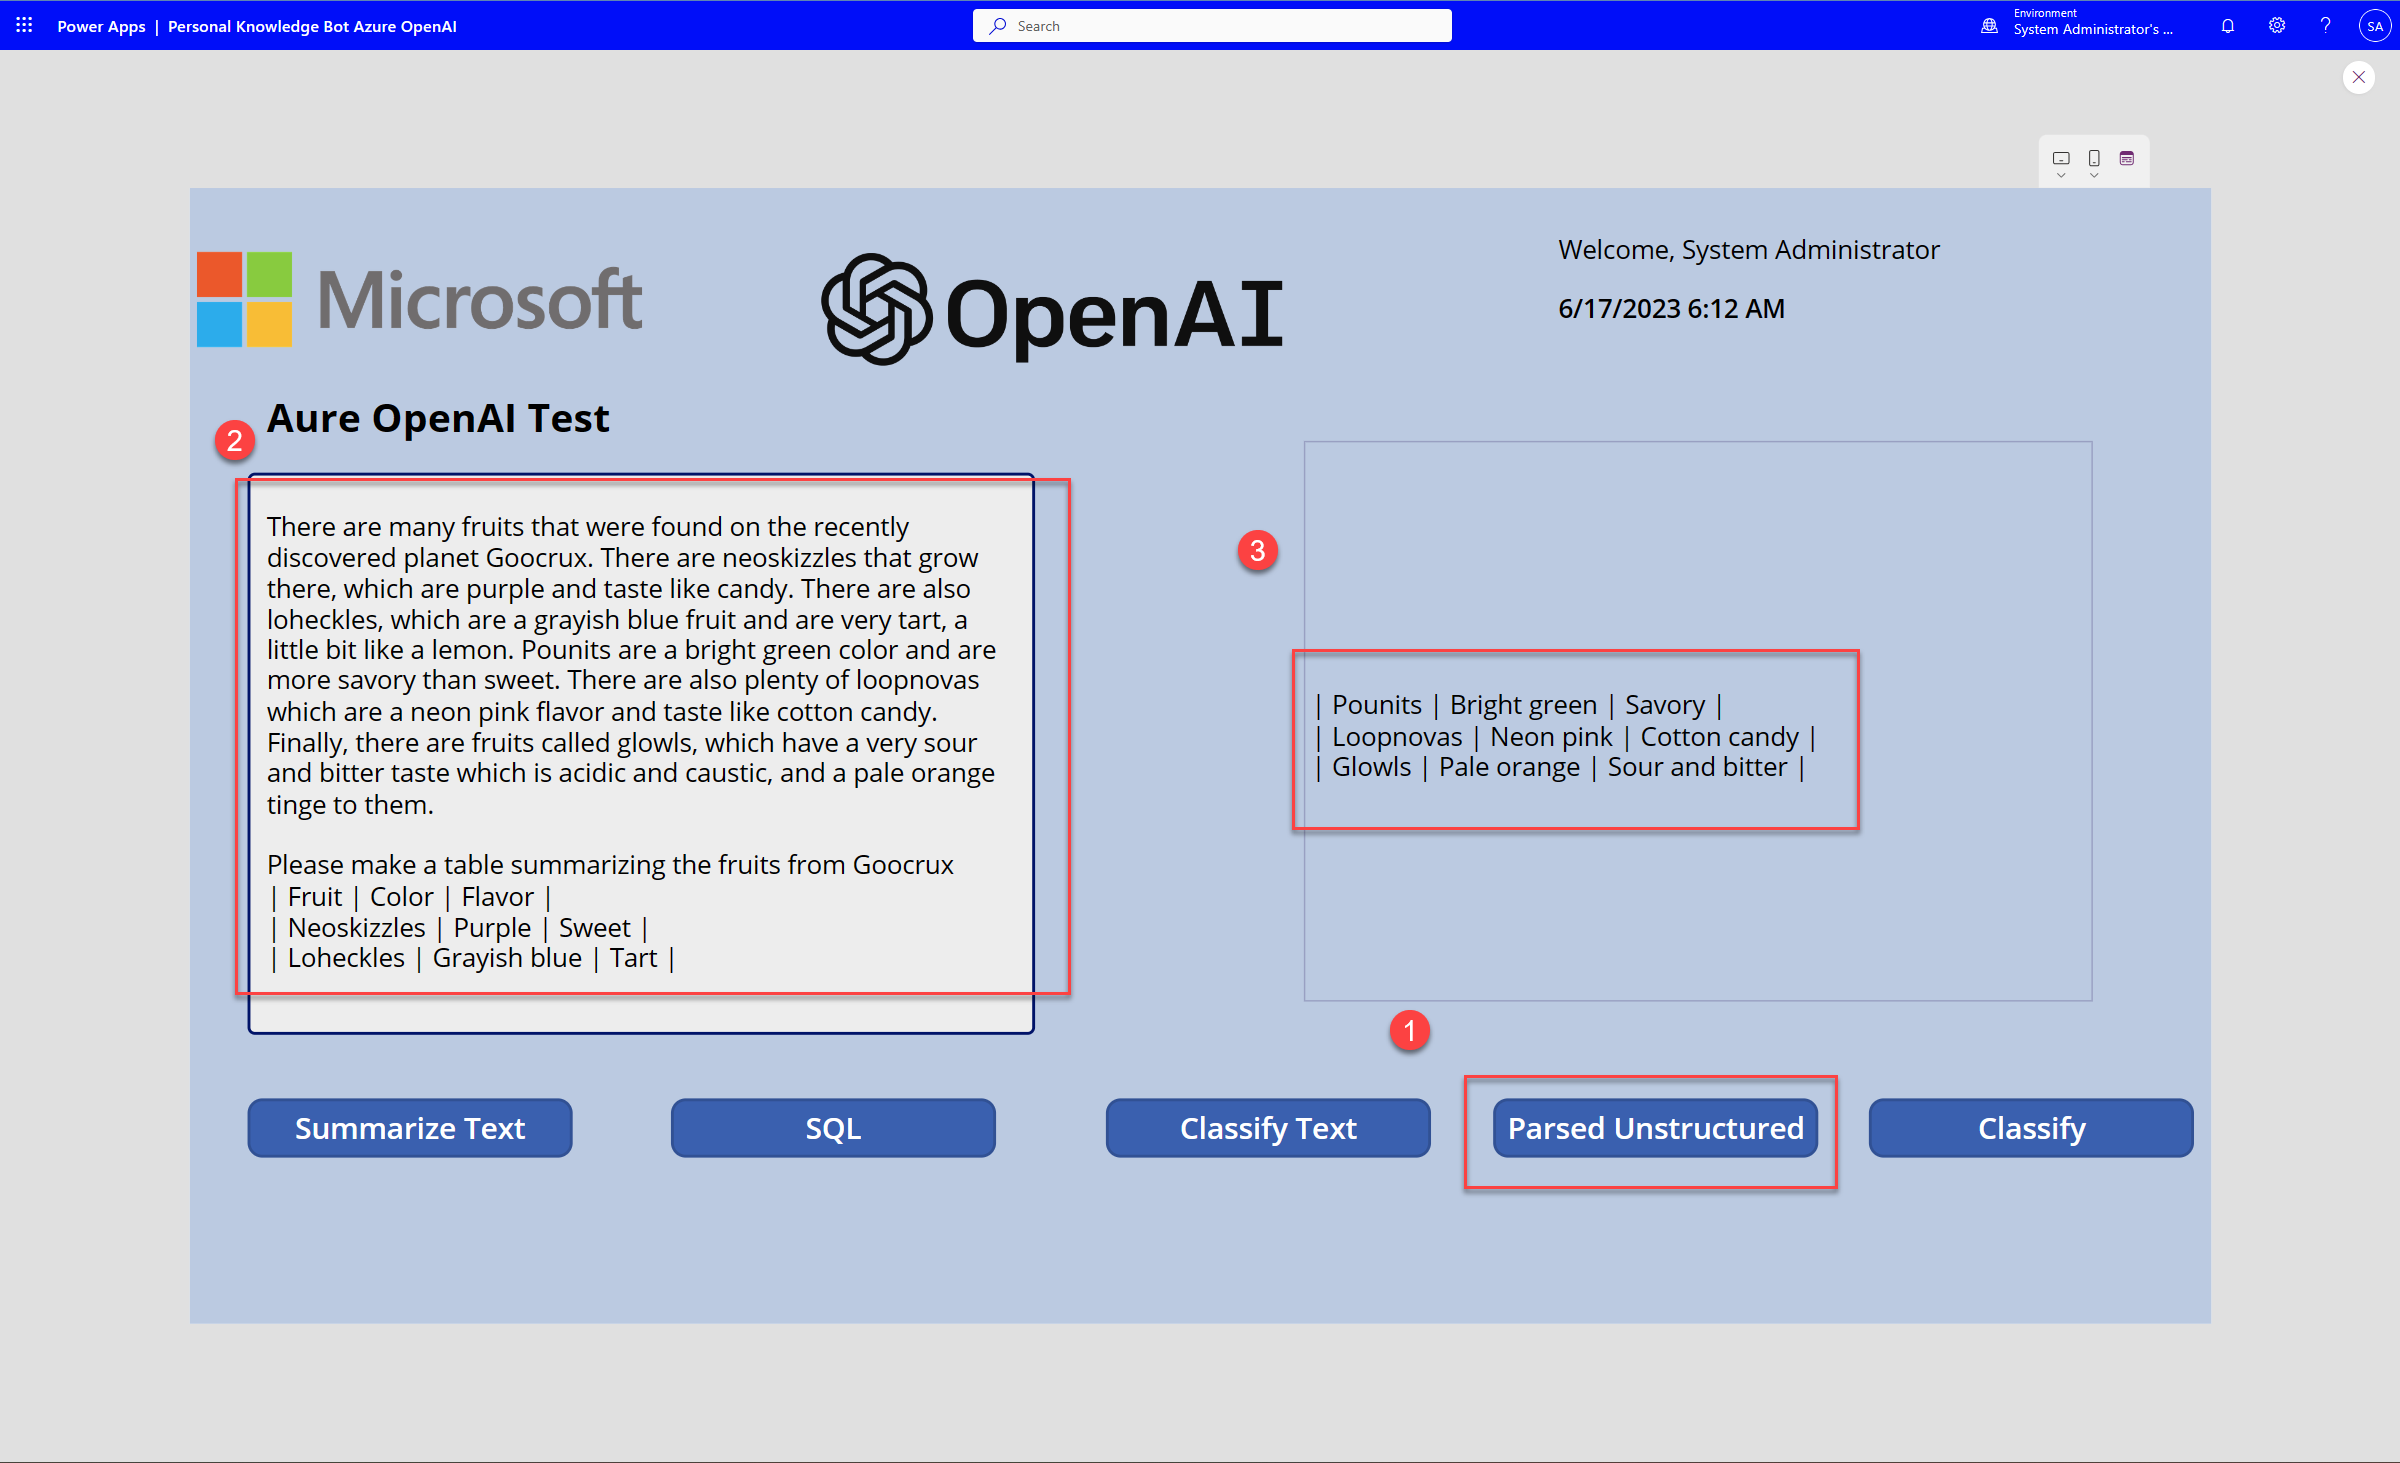 Power Apps | Personal Knowledge Bot Azure OpenAI
Search
Environment
System Administrator's ...
?
SA
Microsoft
OpenAI
Welcome, System Administrator
6/17/2023 6:12 AM
Aure OpenAI Test
2
There are many fruits that were found on the recently
discovered planet Goocrux. There are neoskizzles that grow
there, which are purple and taste like candy. There are also
loheckles, which are a grayish blue fruit and are very tart, a
little bit like a lemon. Pounits are a bright green color and are
more savory than sweet. There are also plenty of loopnovas
which are a neon pink flavor and taste like cotton candy.
Finally, there are fruits called glowls, which have a very sour
and bitter taste which is acidic and caustic, and a pale orange
tinge to them.
Please make a table summarizing the fruits from Goocrux
| Fruit | Color | Flavor |
| Neoskizzles | Purple | Sweet |
| Loheckles | Grayish blue | Tart |
3
| Pounits | Bright green | Savory |
| Loopnovas | Neon pink | Cotton candy |
| Glowls | Pale orange | Sour and bitter |
1
Summarize Text
SQL
Classify Text
Parsed Unstructured
Classify